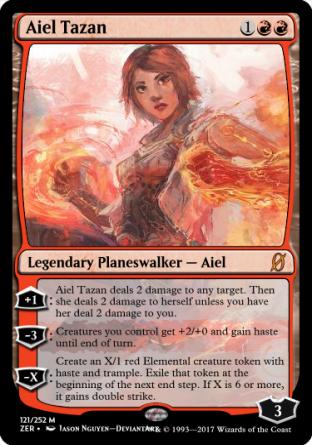 Aiel Tazan 1
Legendary Planeswalker — Aiel
+1 : Aiel Tazan deals 2 damage to any target. Then
she deals 2 damage to herself unless you have
her deal 2 damage to you.
-3 : Creatures you control get +2/+0 and gain haste
until end of turn.
-X : Create an X/1 red Elemental creature token with
haste and trample. Exile that token at the
beginning of the next end step. If X is 6 or more,
it gains double strike.
3
121/252 M
ZER • Jason Nguyen-DeviantArt ™ & © 1993—2017 Wizards of the Coast